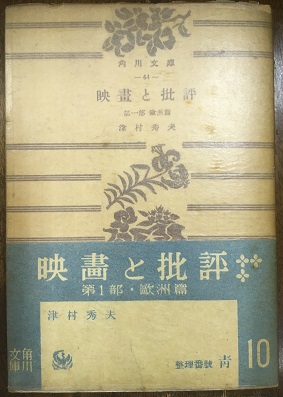 角川文庫
—61—
映畫と批評
第一部 歐洲篇
津村秀夫
映畫と批評
第1部・歐洲篇
津村秀夫
角川文庫
整理番號 青 10